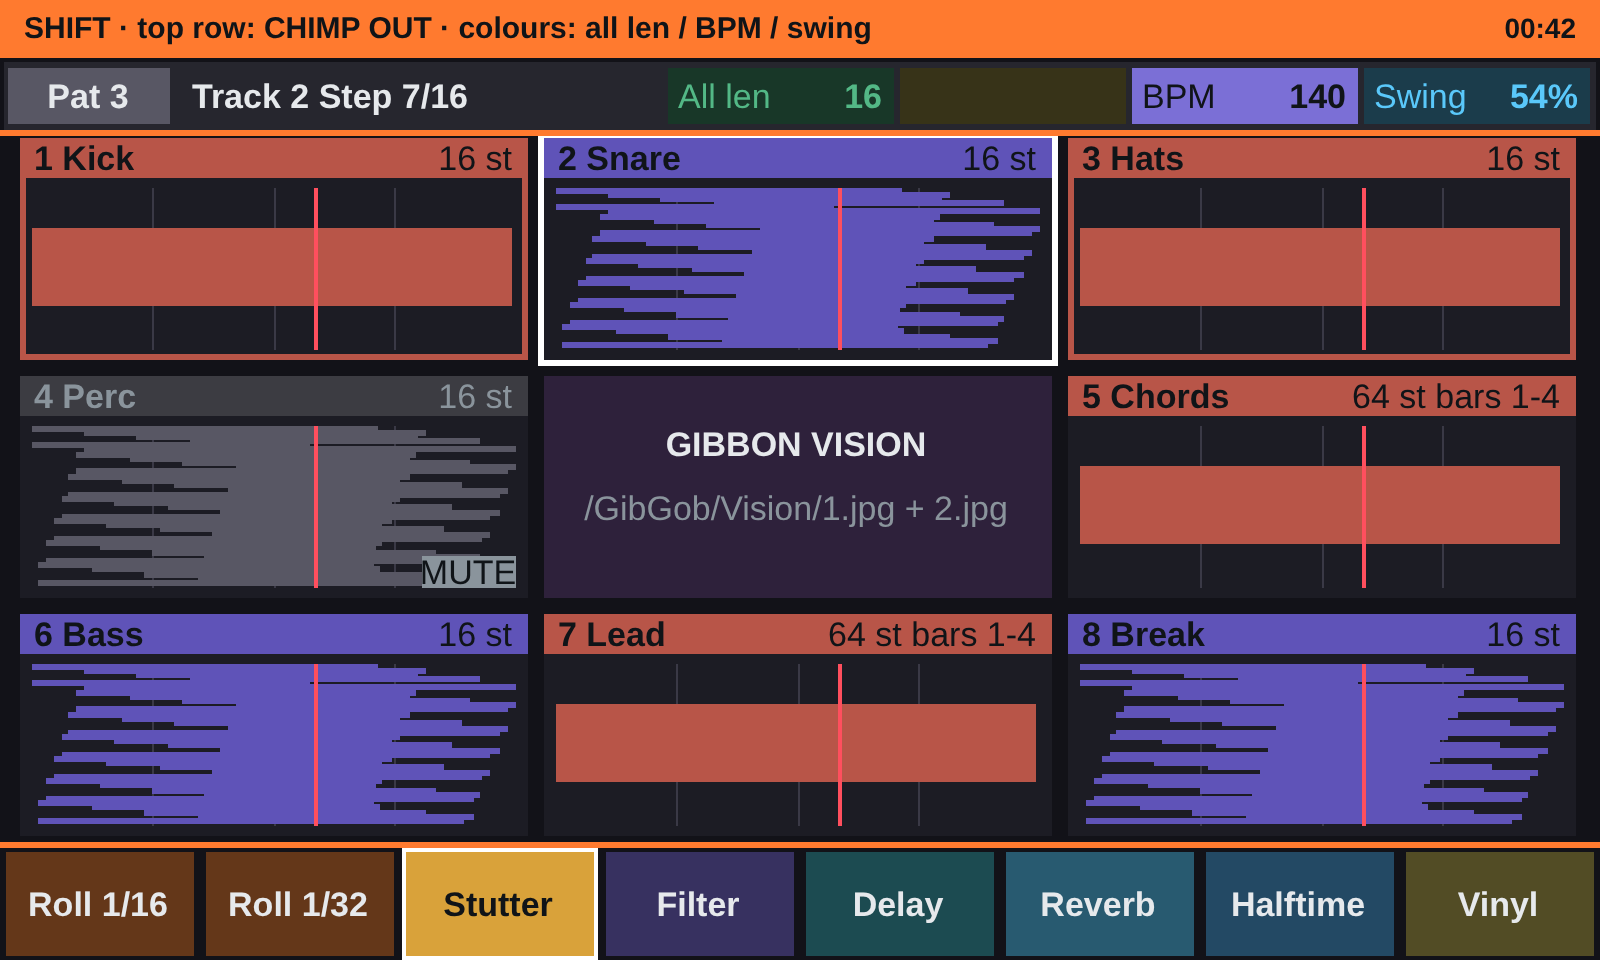 SHIFT · top row: CHIMP OUT · colours: all len / BPM / swing 00:42
Pat 3 Track 2 Step 7/16 All len 16 BPM 140 Swing 54%
1 Kick 16 st 2 Snare 16 st 3 Hats 16 st
4 Perc 16 st 5 Chords 64 st bars 1-4
GIBBON VISION
/GibGob/Vision/1.jpg + 2.jpg
MUTE
6 Bass 16 st 7 Lead 64 st bars 1-4 8 Break 16 st
Roll 1/16 Roll 1/32 Stutter Filter Delay Reverb Halftime Vinyl